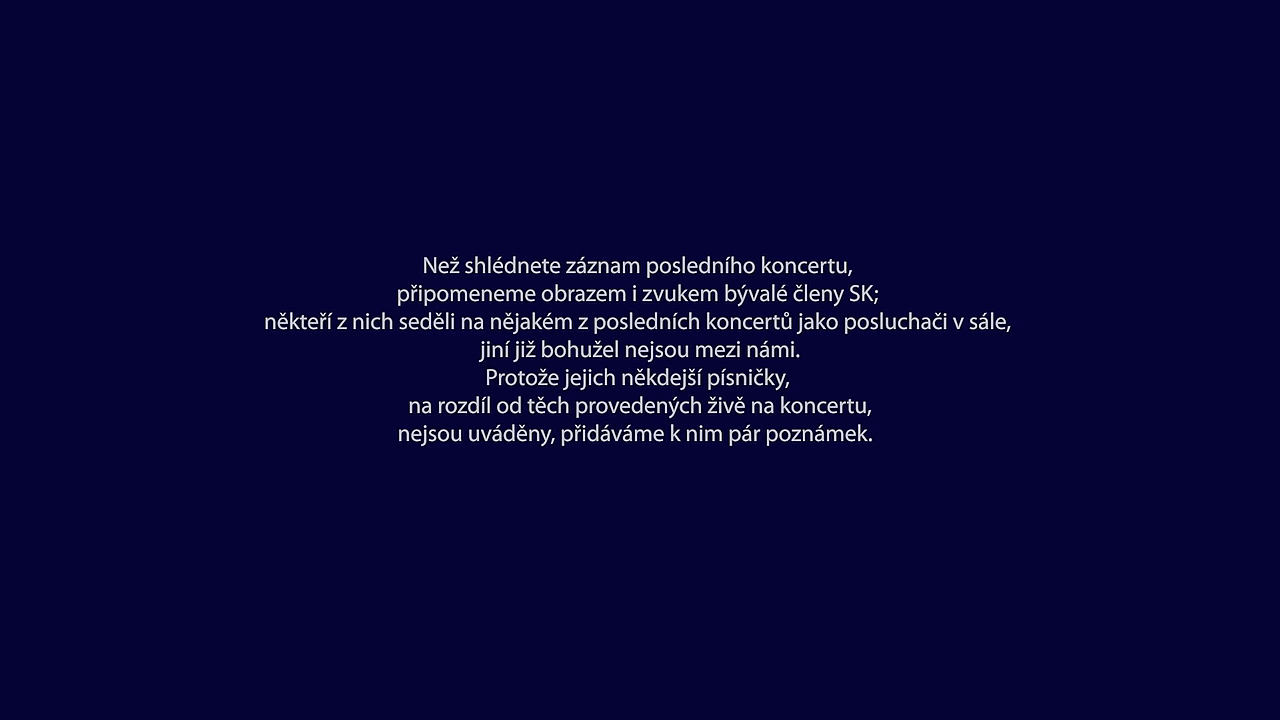 Než shlédnete záznam posledního koncertu,
připomeneme obrazem i zvukem bývalé členy SK;
někteří z nich seděli na nějakém z posledních koncertů jako posluchači v sále,
jiní již bohužel nejsou mezi námi.
Protože jejich někdejší písničky,
na rozdíl od těch provedených živě na koncertu,
nejsou uváděny, přidáváme k nim pár poznámek.